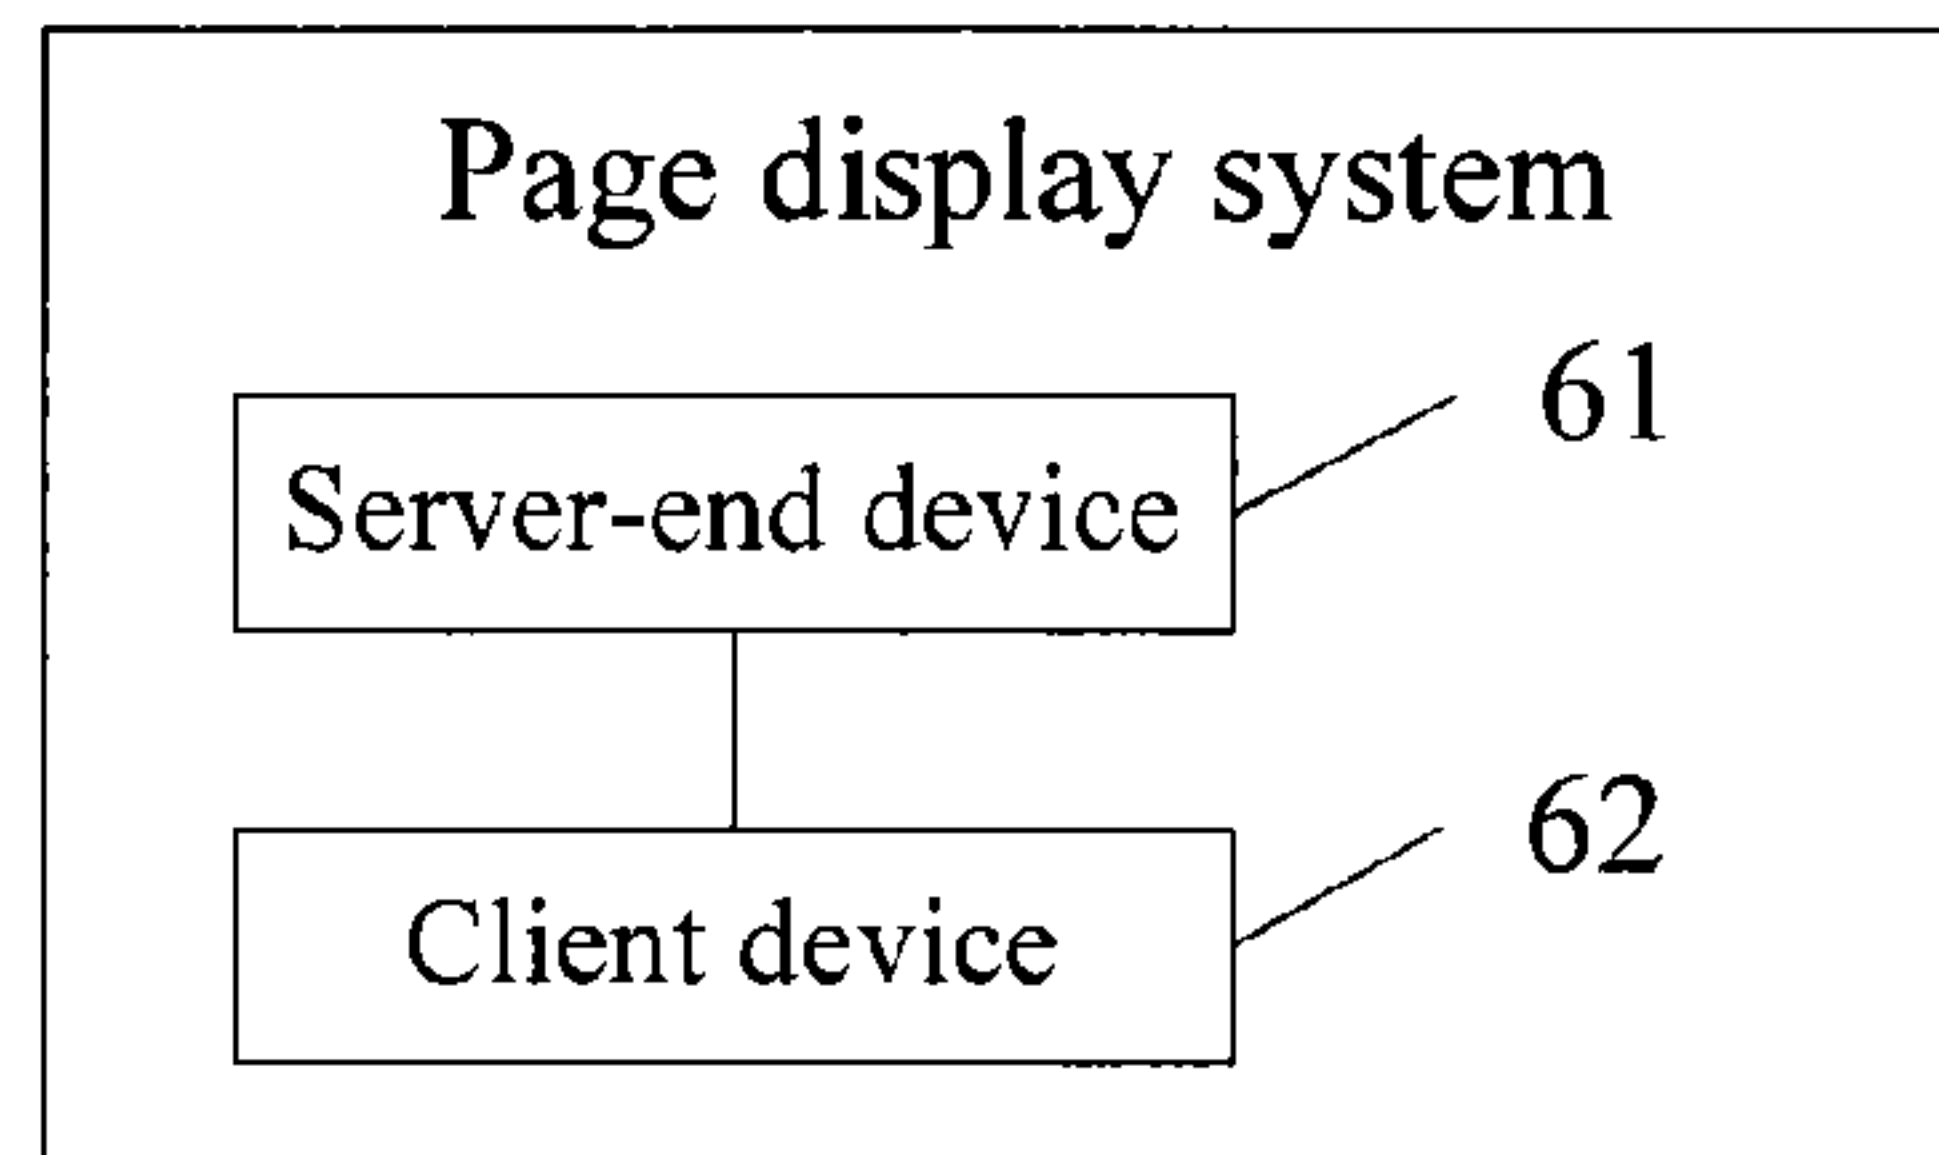 Page display system
61
Server-end device
62
Client device